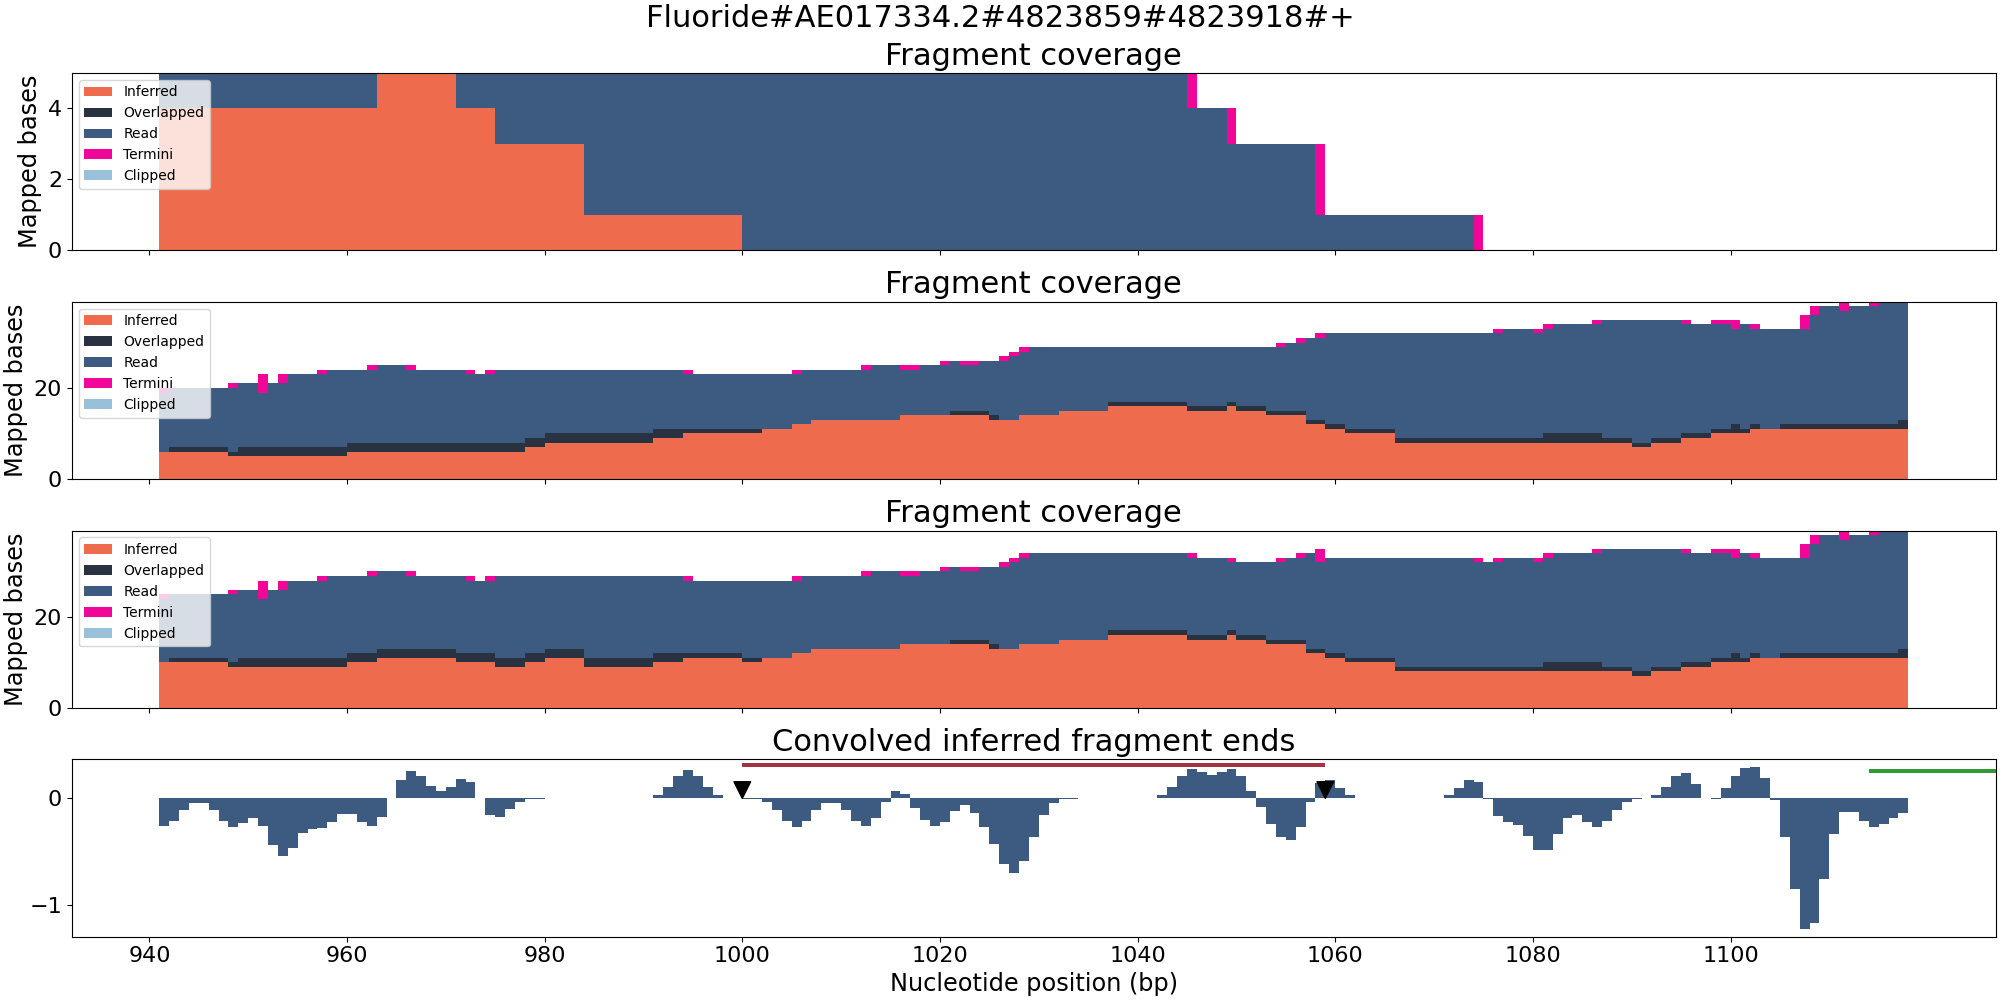 Fluoride#AE017334.2#4823859#4823918#+
Fragment coverage
Mapped bases
4
2
0
Inferred
Overlapped
Read
Termini
Clipped
Fragment coverage
Mapped bases
20
0
Inferred
Overlapped
Read
Termini
Clipped
Fragment coverage
Mapped bases
20
0
Inferred
Overlapped
Read
Termini
Clipped
Convolved inferred fragment ends
0
−1
940 960 980 1000 1020 1040 1060 1080 1100
Nucleotide position (bp)